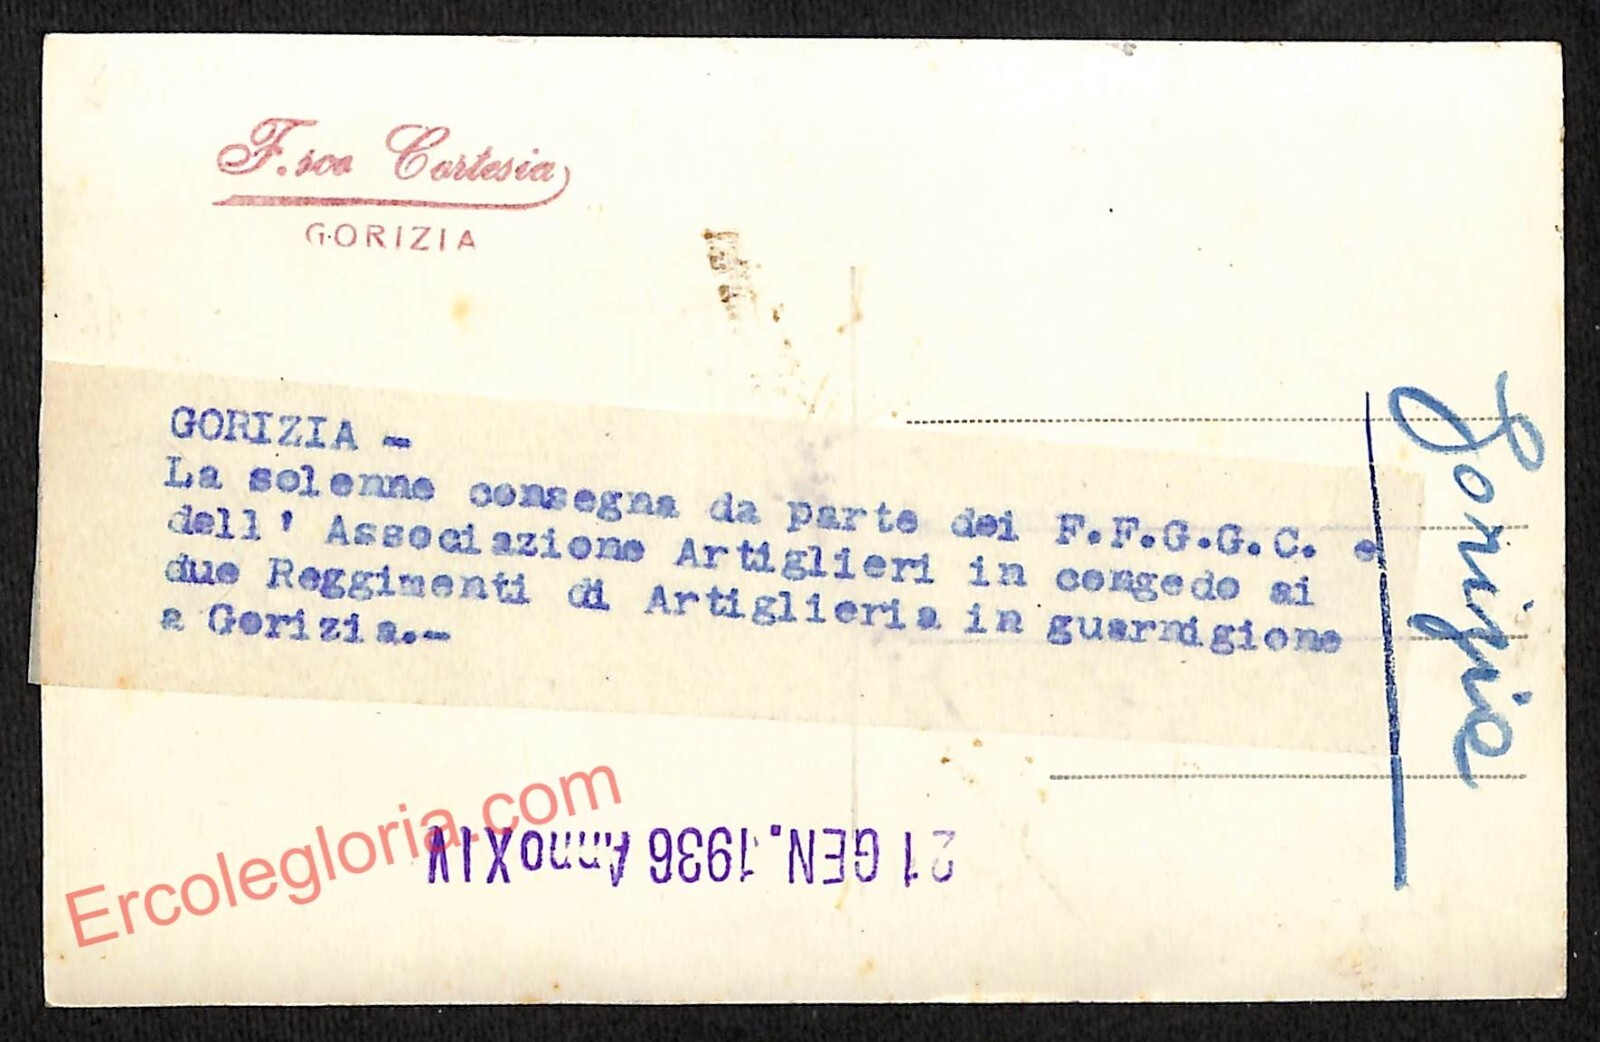 F.sco Cortesia
GORIZIA
GORIZIA -
La solenne consegna da parte dei F.F.G.G.C. e
dell' Associazione Artiglieri in congedo ai
due Reggimenti di Artiglieria in guarnigione
a Gorizia.-
Gorizia
21 GEN. 1936 Anno XIV
Ercolegloria.com